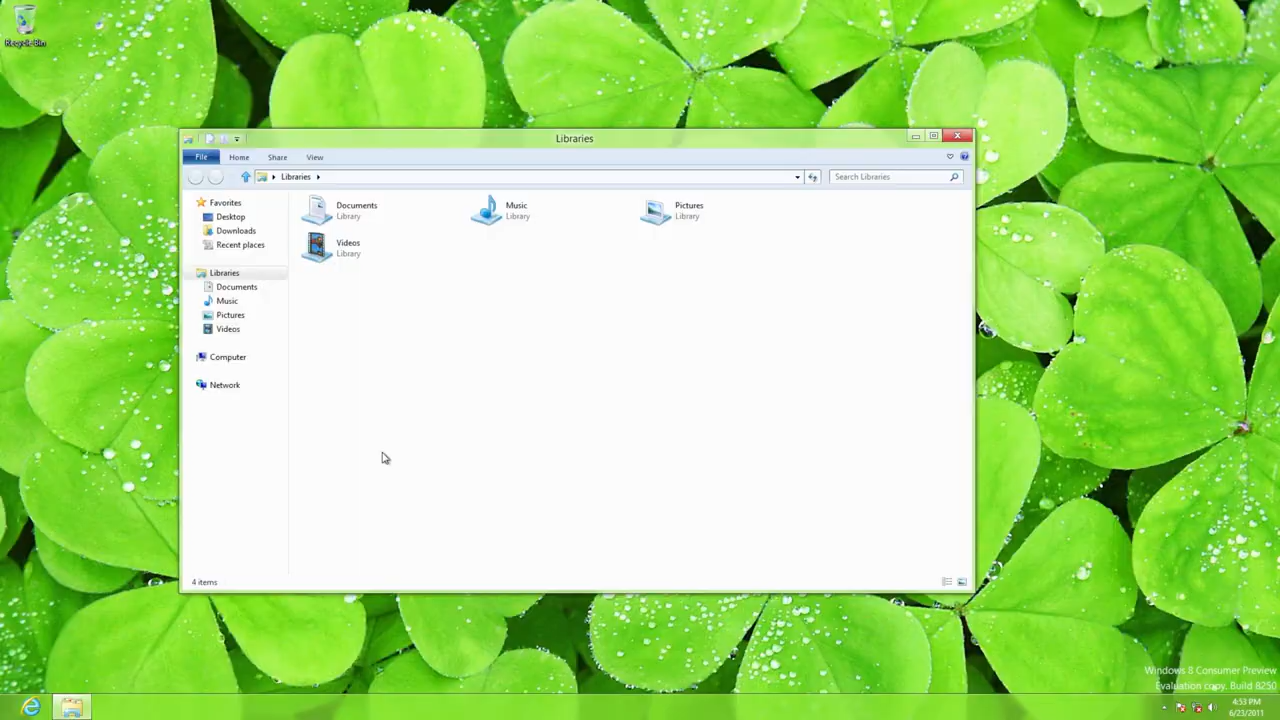 Recycle Bin
Libraries
File Home Share View
Libraries
Search Libraries
Favorites
Desktop
Downloads
Recent places
Libraries
Documents
Music
Pictures
Videos
Computer
Network
Documents
Library
Music
Library
Pictures
Library
Videos
Library
4 items
Windows 8 Consumer Preview
Evaluation copy. Build 8250
4:53 PM
6/23/2011